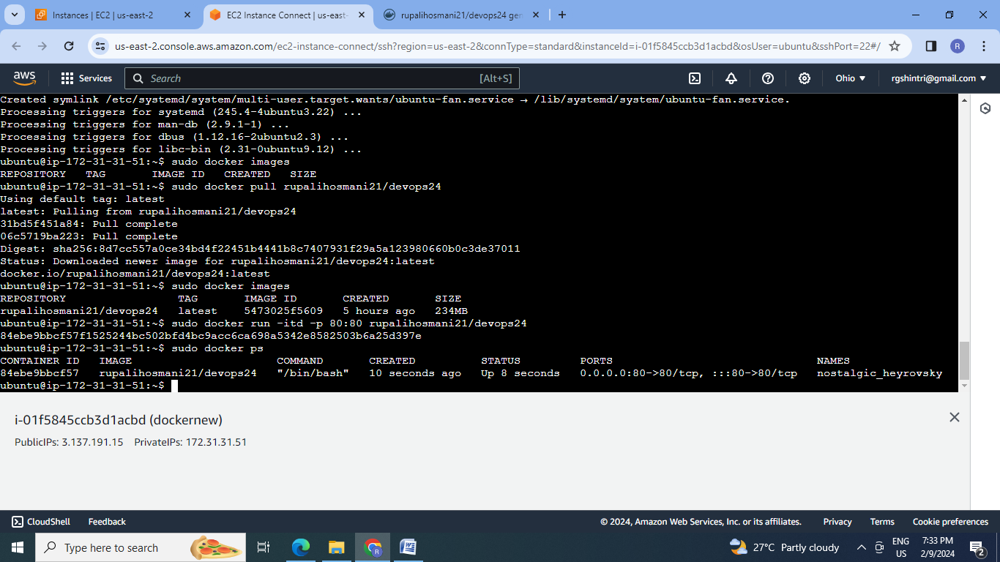 Instances | EC2 | us-east-2
EC2 Instance Connect | us-east-
rupalihosmani21/devops24 gen
us-east-2.console.aws.amazon.com/ec2-instance-connect/ssh?region=us-east-2&connType=standard&instanceId=i-01f5845ccb3d1acbd&osUser=ubuntu&sshPort=22#/
R
aws Services Search [Alt+S] Ohio rgshintri@gmail.com
Created symlink /etc/systemd/system/multi-user.target.wants/ubuntu-fan.service → /lib/systemd/system/ubuntu-fan.service.
Processing triggers for systemd (245.4-4ubuntu3.22) ...
Processing triggers for man-db (2.9.1-1) ...
Processing triggers for dbus (1.12.16-2ubuntu2.3) ...
Processing triggers for libc-bin (2.31-0ubuntu9.12) ...
ubuntu@ip-172-31-31-51:~$ sudo docker images
REPOSITORY TAG IMAGE ID CREATED SIZE
ubuntu@ip-172-31-31-51:~$ sudo docker pull rupalihosmani21/devops24
Using default tag: latest
latest: Pulling from rupalihosmani21/devops24
31bd5f451a84: Pull complete
06c5719ba223: Pull complete
Digest: sha256:8d7cc557a0ce34bd4f22451b4441b8c7407931f29a5a123980660b0c3de37011
Status: Downloaded newer image for rupalihosmani21/devops24:latest
docker.io/rupalihosmani21/devops24:latest
ubuntu@ip-172-31-31-51:~$ sudo docker images
REPOSITORY TAG IMAGE ID CREATED SIZE
rupalihosmani21/devops24 latest 5473025f5609 5 hours ago 234MB
ubuntu@ip-172-31-31-51:~$ sudo docker run -itd -p 80:80 rupalihosmani21/devops24
84ebe9bbcf57f1525244bc502bfd4bc9acc6ca698a5342e8582503b6a25d397e
ubuntu@ip-172-31-31-51:~$ sudo docker ps
CONTAINER ID IMAGE COMMAND CREATED STATUS PORTS NAMES
84ebe9bbcf57 rupalihosmani21/devops24 "/bin/bash" 10 seconds ago Up 8 seconds 0.0.0.0:80->80/tcp, :::80->80/tcp nostalgic_heyrovsky
ubuntu@ip-172-31-31-51:~$
i-01f5845ccb3d1acbd (dockernew)
PublicIPs: 3.137.191.15 PrivateIPs: 172.31.31.51
CloudShell Feedback © 2024, Amazon Web Services, Inc. or its affiliates. Privacy Terms Cookie preferences
Type here to search
R
27°C Partly cloudy
ENG
US
7:33 PM
2/9/2024
2